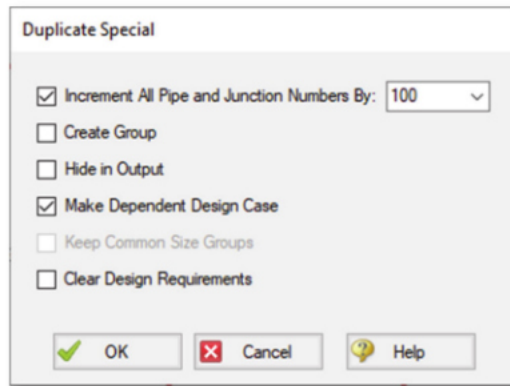 Duplicate Special
Increment All Pipe and Junction Numbers By: 100
Create Group
Hide in Output
Make Dependent Design Case
Keep Common Size Groups
Clear Design Requirements
OK Cancel Help